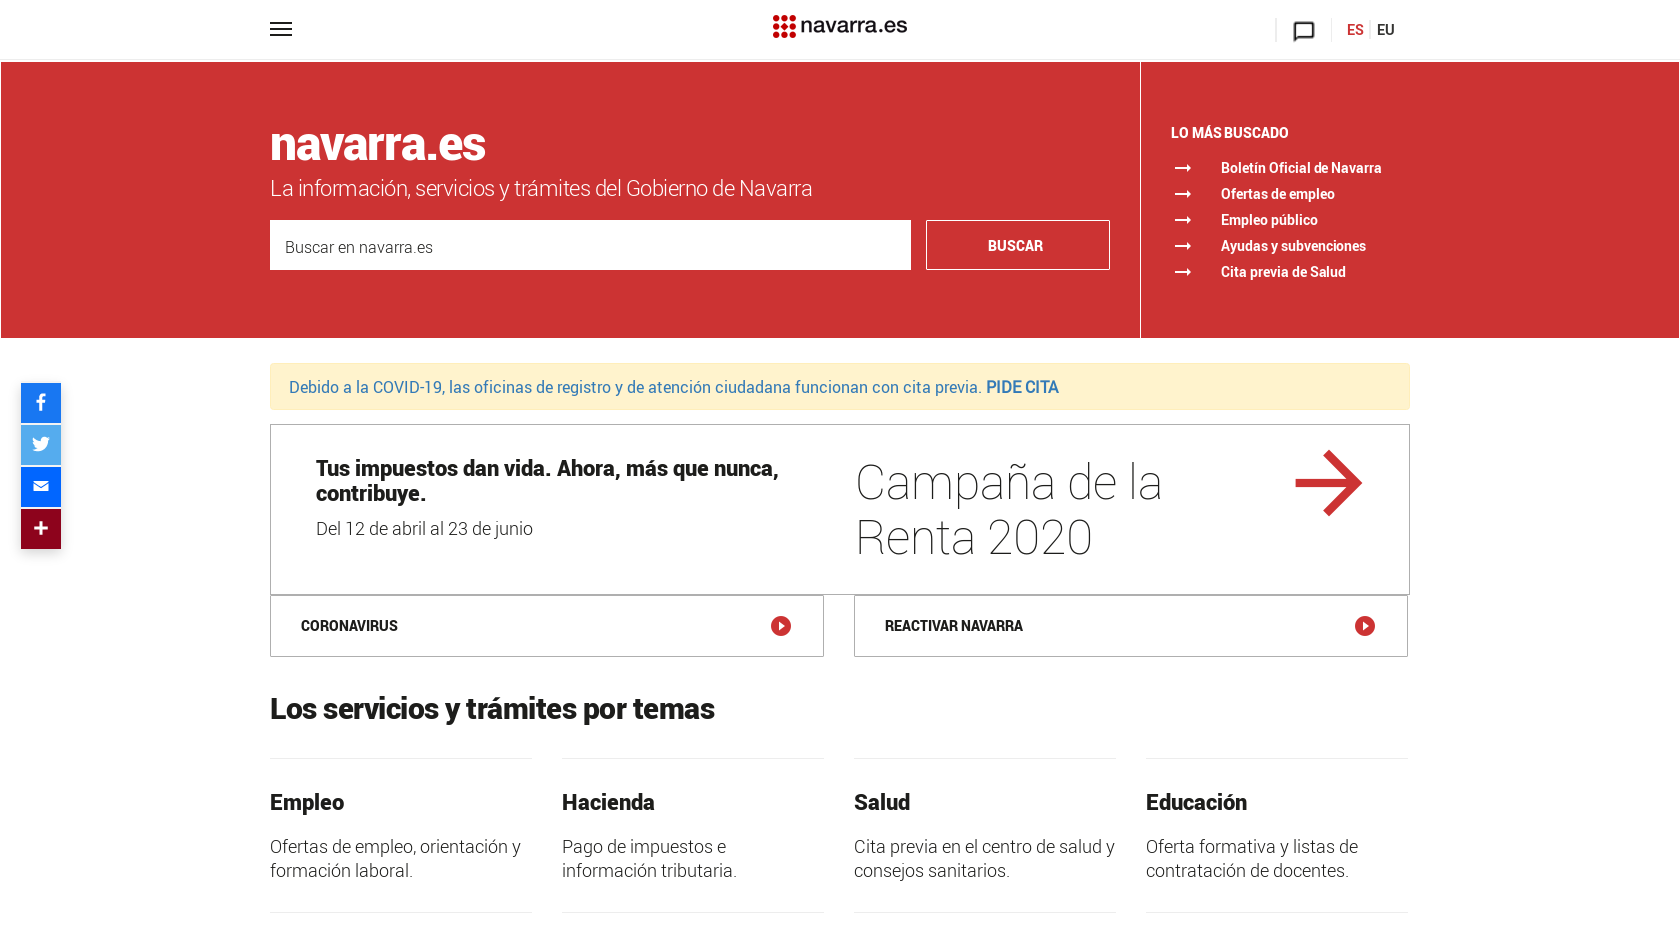 navarra.es
ES
EU
navarra.es
La información, servicios y trámites del Gobierno de Navarra
Buscar en navarra.es
BUSCAR
LO MÁS BUSCADO
Boletín Oficial de Navarra
Ofertas de empleo
Empleo público
Ayudas y subvenciones
Cita previa de Salud
Debido a la COVID-19, las oficinas de registro y de atención ciudadana funcionan con cita previa. PIDE CITA
Tus impuestos dan vida. Ahora, más que nunca,
contribuye.
Del 12 de abril al 23 de junio
Campaña de la
Renta 2020
CORONAVIRUS
REACTIVAR NAVARRA
Los servicios y trámites por temas
Empleo
Ofertas de empleo, orientación y
formación laboral.
Hacienda
Pago de impuestos e
información tributaria.
Salud
Cita previa en el centro de salud y
consejos sanitarios.
Educación
Oferta formativa y listas de
contratación de docentes.